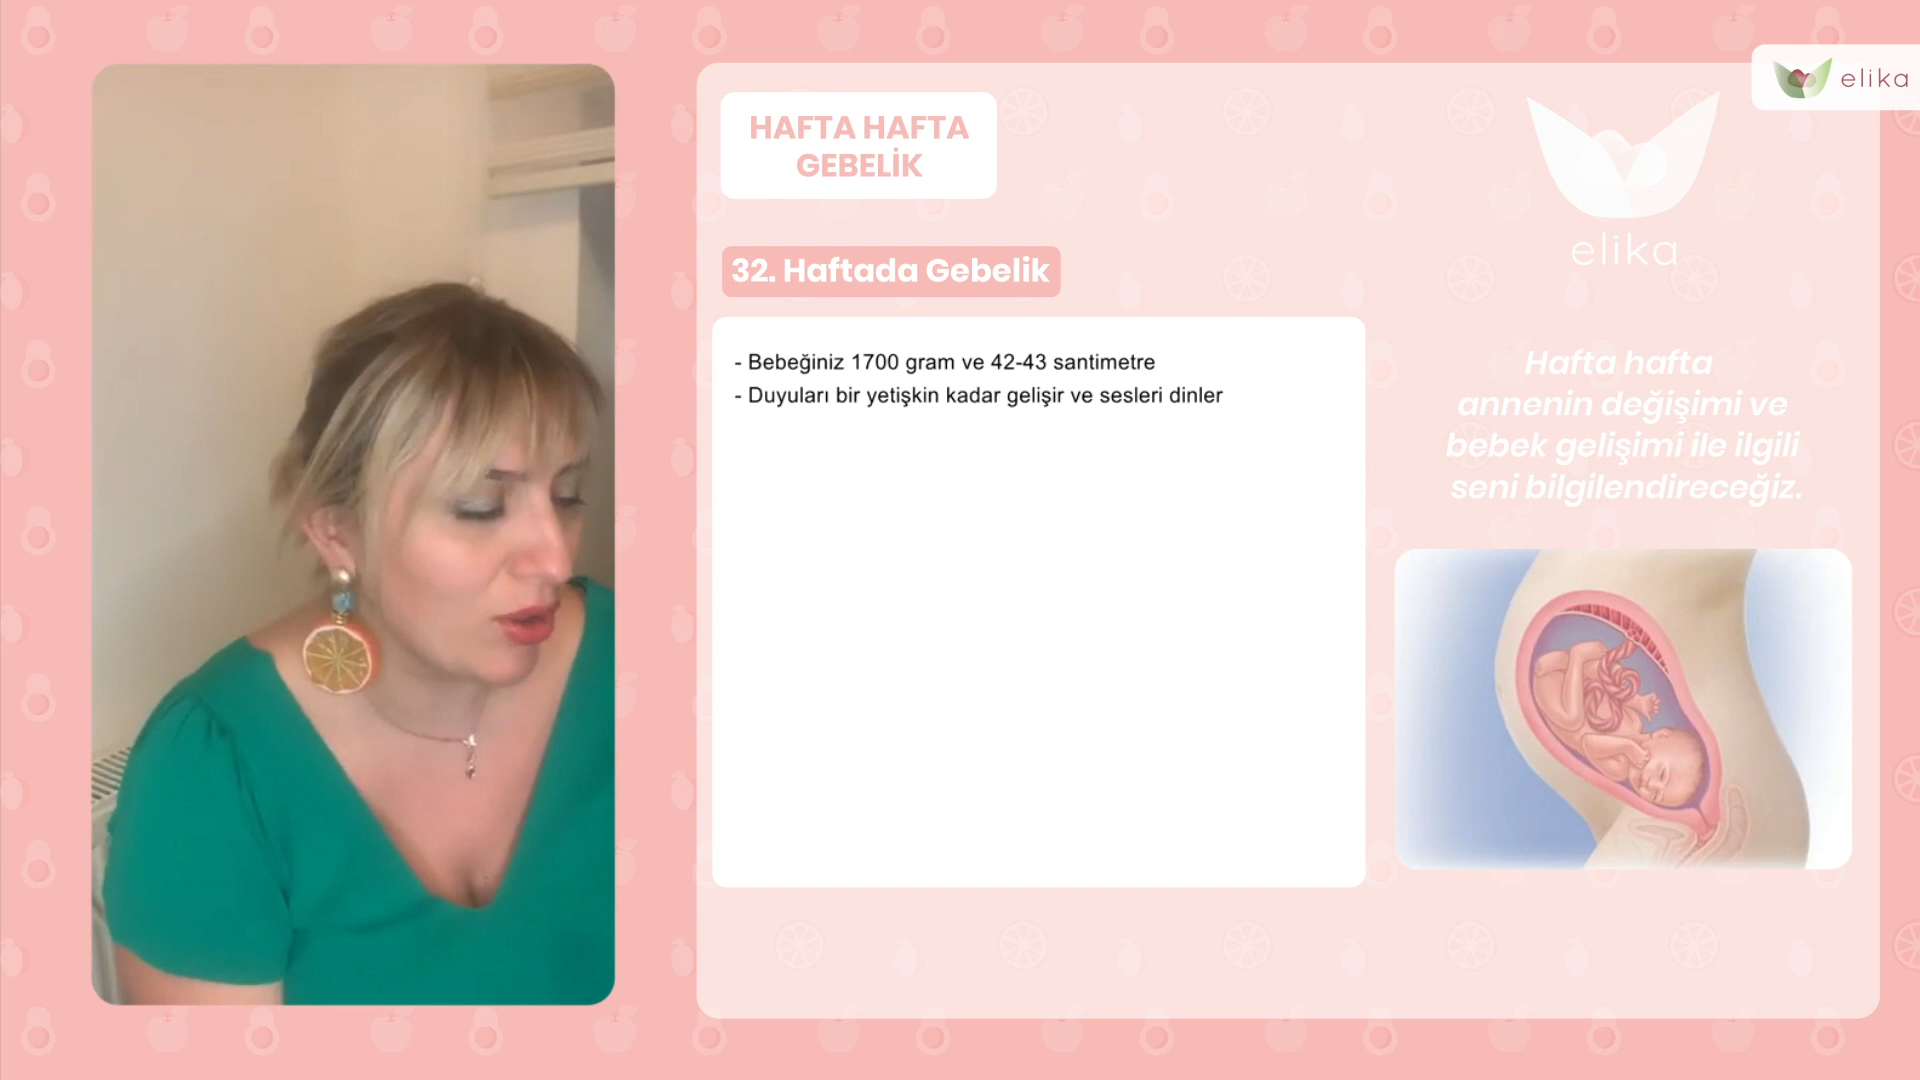 HAFTA HAFTA
GEBELİK
32. Haftada Gebelik
- Bebeğiniz 1700 gram ve 42-43 santimetre
- Duyuları bir yetişkin kadar gelişir ve sesleri dinler
elika
elika
Hafta hafta
annenin değişimi ve
bebek gelişimi ile ilgili
seni bilgilendireceğiz.